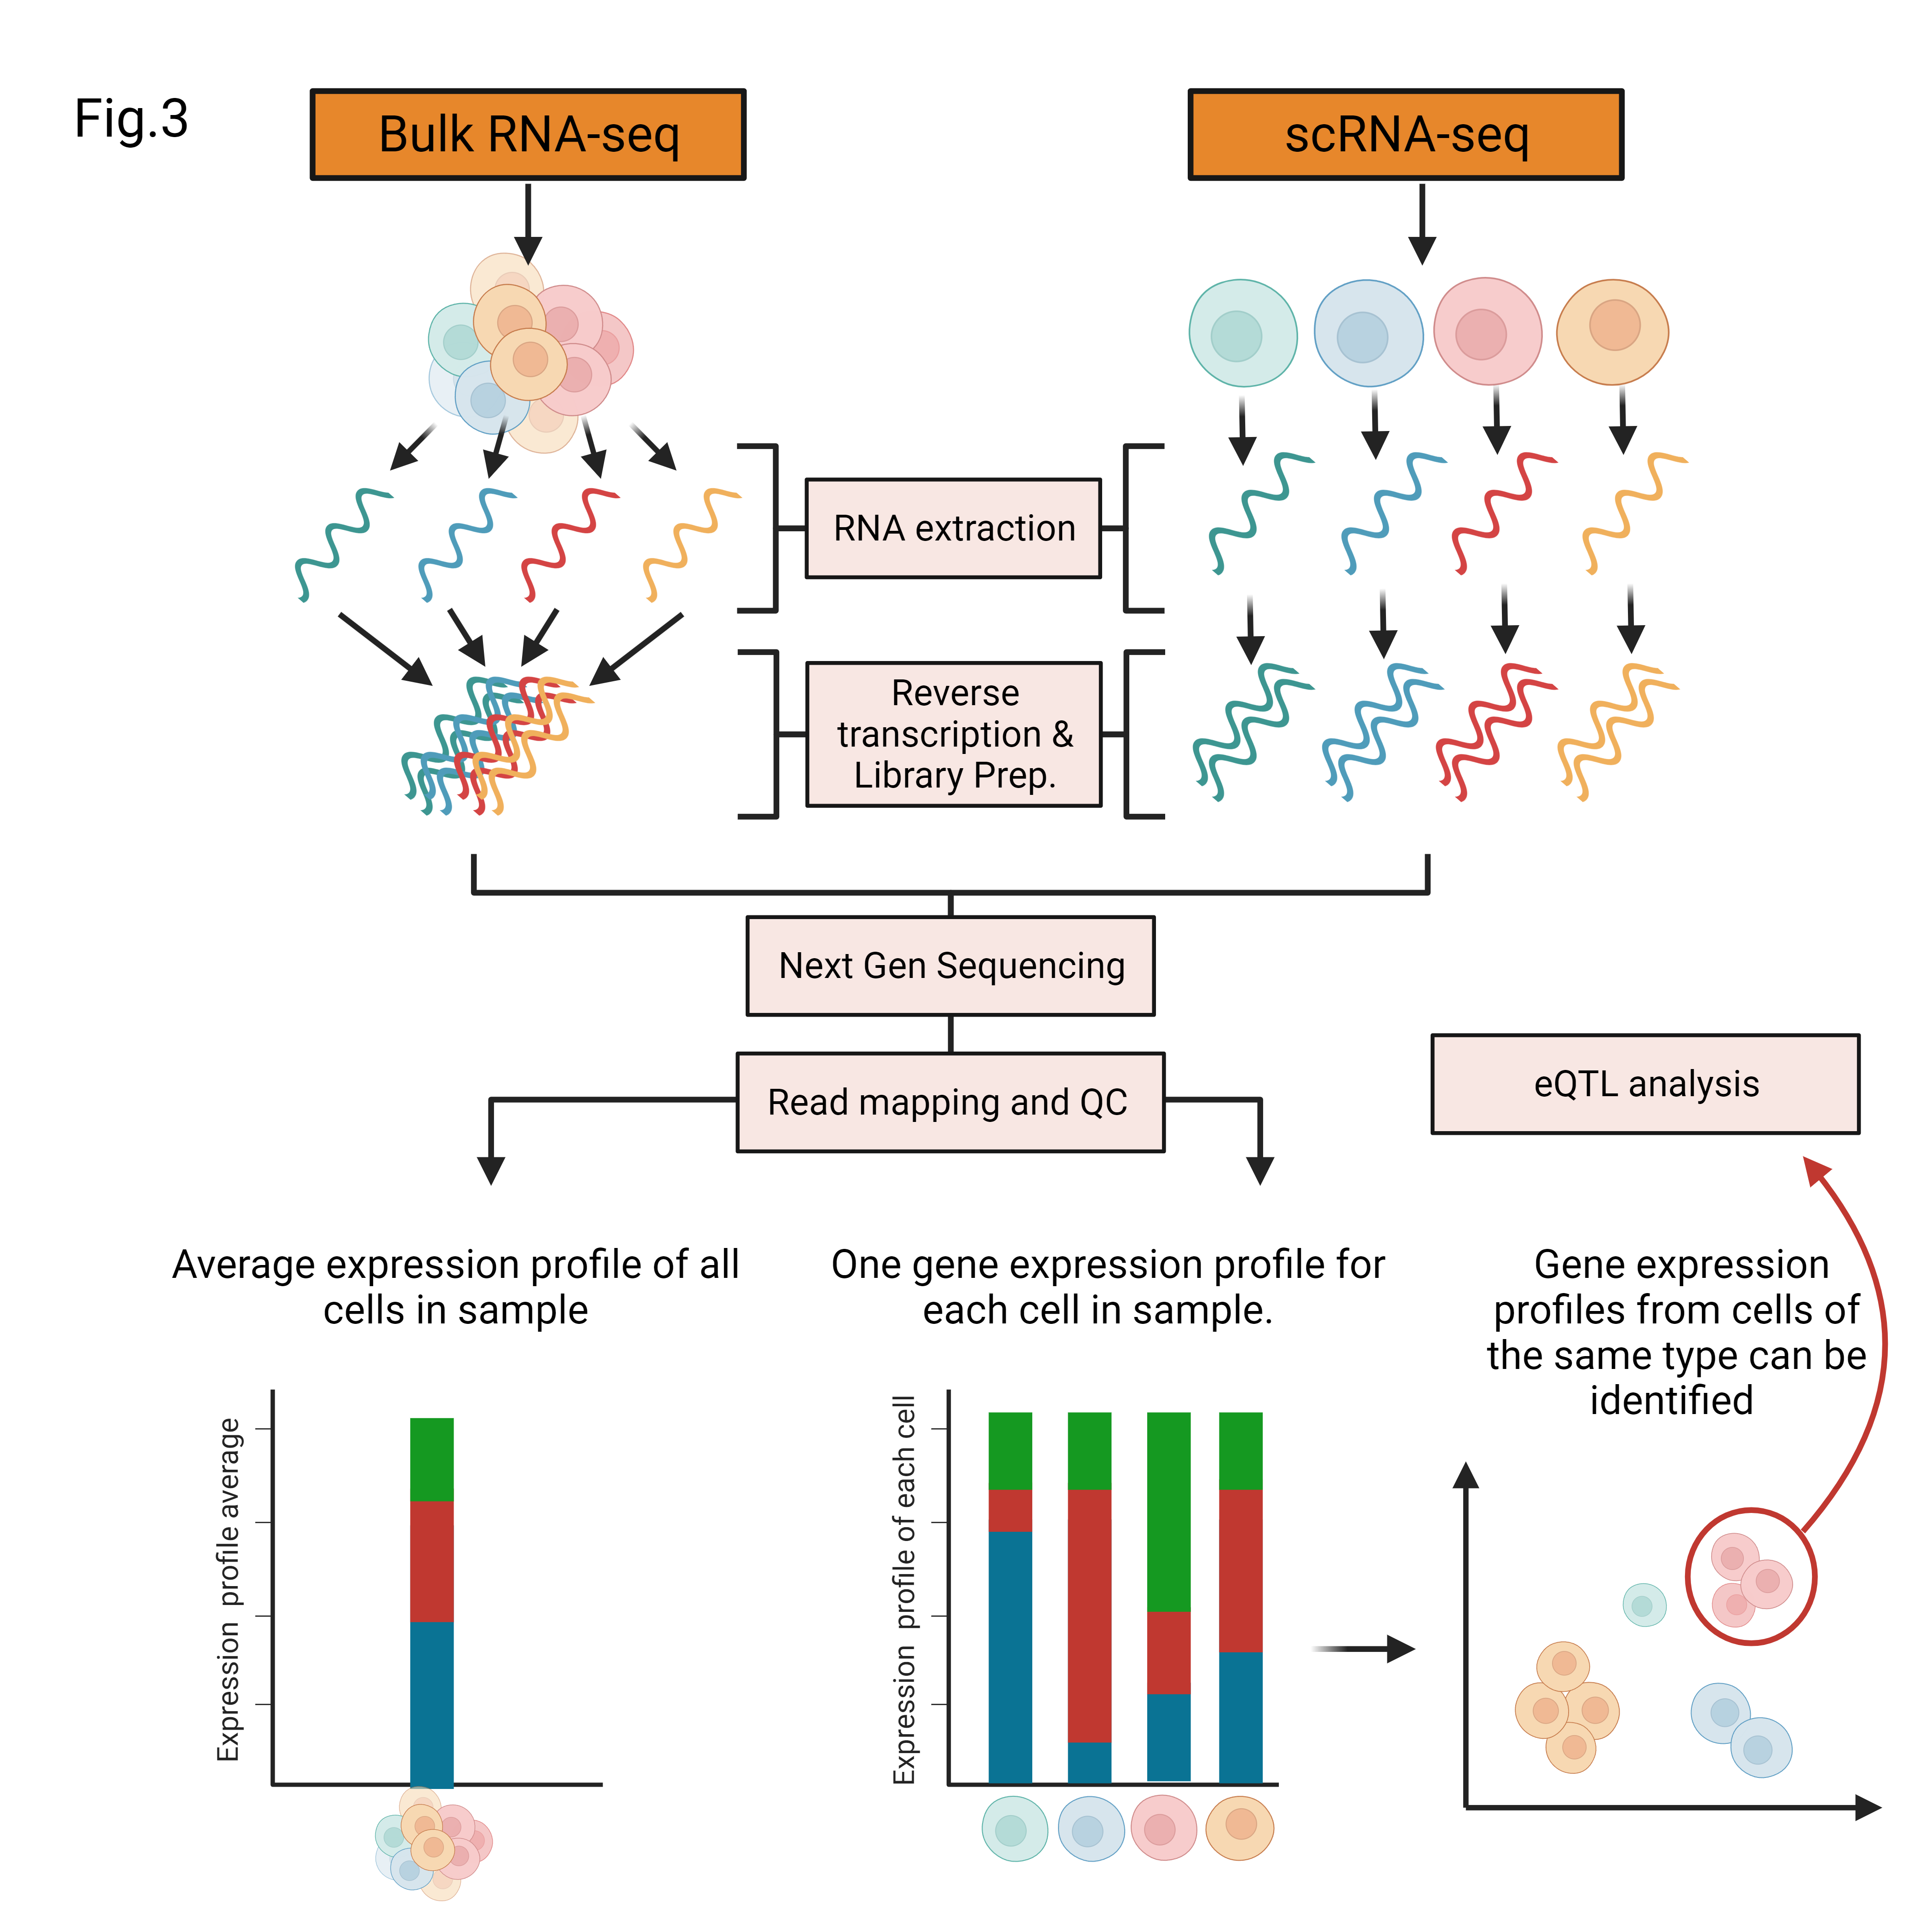 Fig.3
Bulk RNA-seq
scRNA-seq
RNA extraction
Reverse
transcription &
Library Prep.
Next Gen Sequencing
Read mapping and QC
eQTL analysis
Average expression profile of all
cells in sample
One gene expression profile for
each cell in sample.
Gene expression
profiles from cells of
the same type can be
identified
Expression profile average
Expression profile of each cell